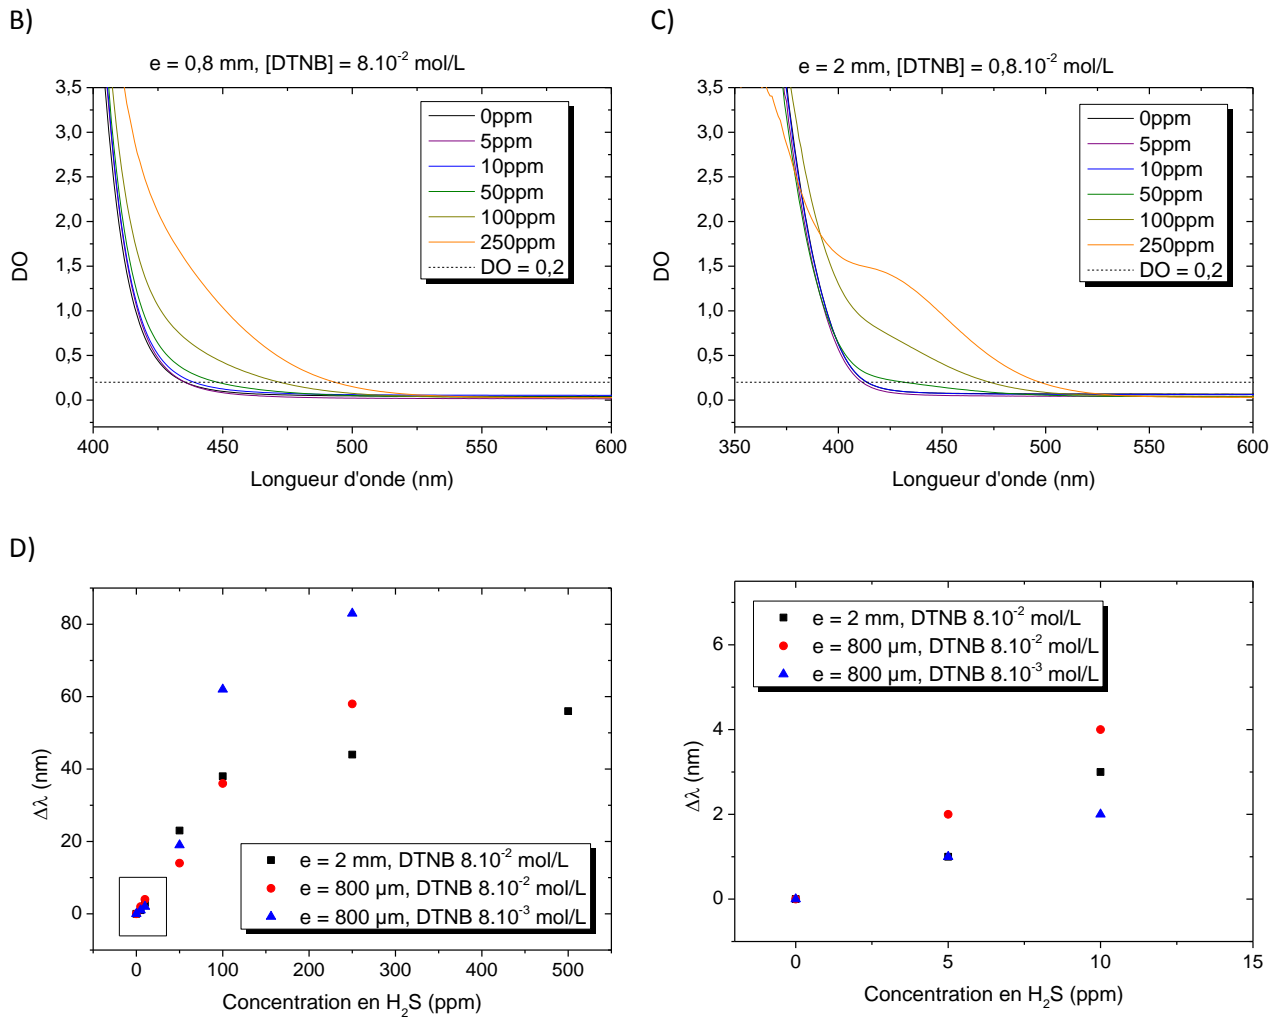 B)
e = 0,8 mm, [DTNB] = 8.10⁻² mol/L
3,5
3,0
2,5
2,0
1,5
1,0
0,5
0,0
DO
0ppm
5ppm
10ppm
50ppm
100ppm
250ppm
DO = 0,2
400 450 500 550 600
Longueur d'onde (nm)
C)
e = 2 mm, [DTNB] = 0,8.10⁻² mol/L
3,5
3,0
2,5
2,0
1,5
1,0
0,5
0,0
DO
0ppm
5ppm
10ppm
50ppm
100ppm
250ppm
DO = 0,2
350 400 450 500 550 600
Longueur d'onde (nm)
D)
80
60
40
20
0
Δλ (nm)
e = 2 mm, DTNB 8.10⁻² mol/L
e = 800 µm, DTNB 8.10⁻² mol/L
e = 800 µm, DTNB 8.10⁻³ mol/L
0 100 200 300 400 500
Concentration en H₂S (ppm)
6
4
2
0
Δλ (nm)
e = 2 mm, DTNB 8.10⁻² mol/L
e = 800 µm, DTNB 8.10⁻² mol/L
e = 800 µm, DTNB 8.10⁻³ mol/L
0 5 10 15
Concentration en H₂S (ppm)